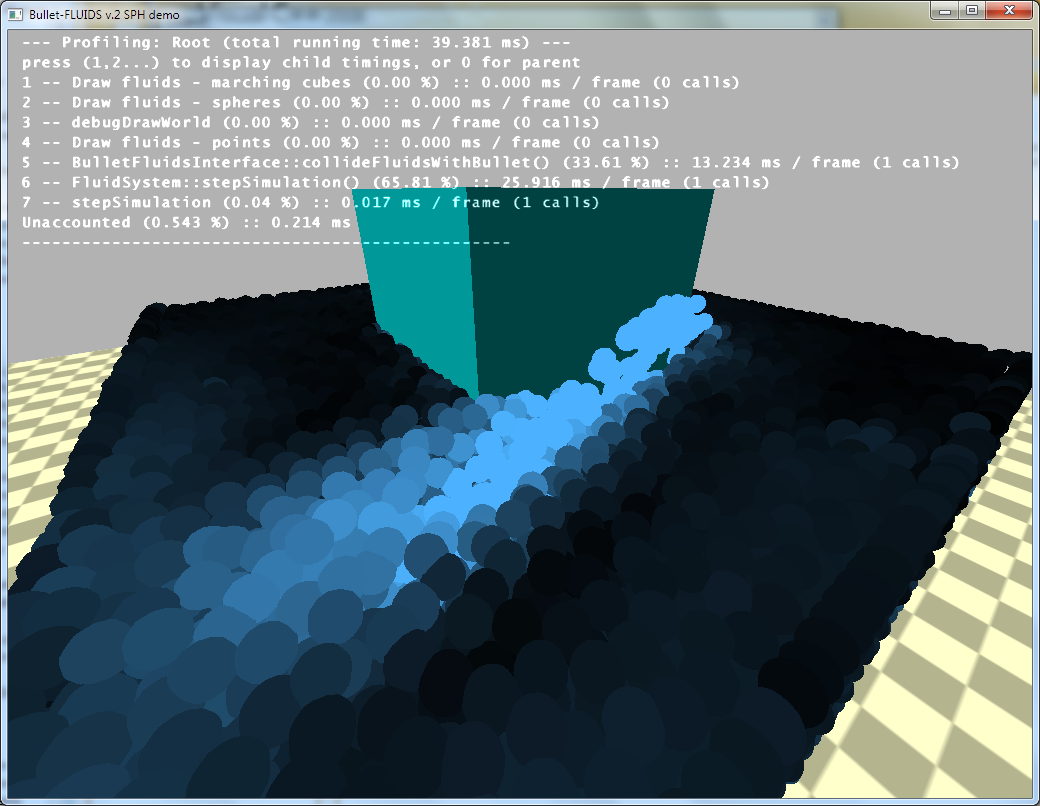 Bullet-FLUIDS v.2 SPH demo
--- Profiling: Root (total running time: 39.381 ms) ---
press (1,2...) to display child timings, or 0 for parent
1 -- Draw fluids - marching cubes (0.00 %) :: 0.000 ms / frame (0 calls)
2 -- Draw fluids - spheres (0.00 %) :: 0.000 ms / frame (0 calls)
3 -- debugDrawWorld (0.00 %) :: 0.000 ms / frame (0 calls)
4 -- Draw fluids - points (0.00 %) :: 0.000 ms / frame (0 calls)
5 -- BulletFluidsInterface::collideFluidsWithBullet() (33.61 %) :: 13.234 ms / frame (1 calls)
6 -- FluidSystem::stepSimulation() (65.81 %) :: 25.916 ms / frame (1 calls)
7 -- stepSimulation (0.04 %) :: 0.017 ms / frame (1 calls)
Unaccounted (0.543 %) :: 0.214 ms
-------------------------------------------------